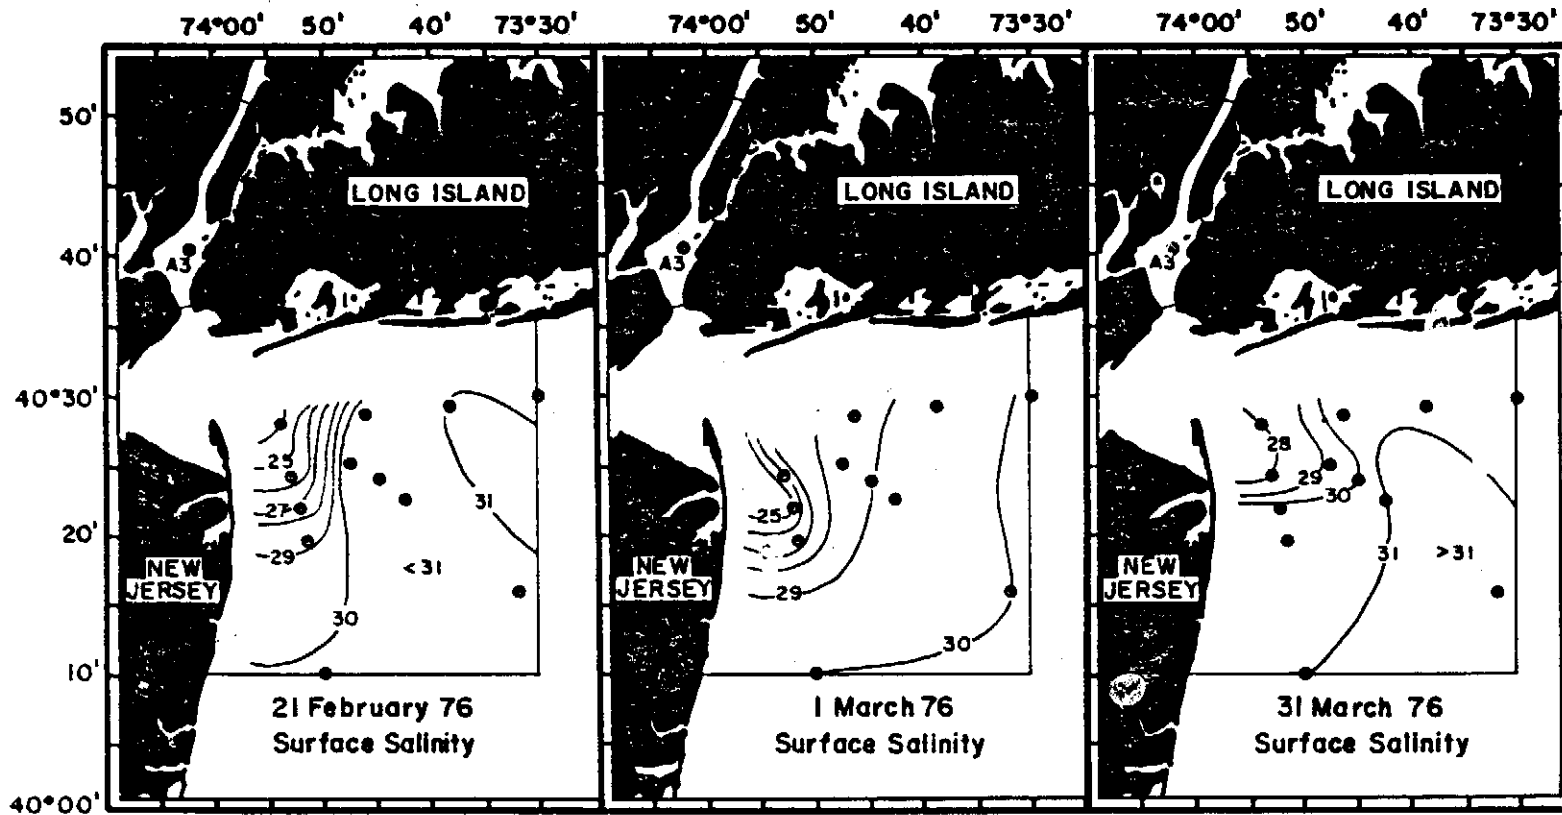 74°00' 50' 40' 73°30' 74°00' 50' 40' 73°30' 74°00' 50' 40' 73°30'
50'
LONG ISLAND LONG ISLAND LONG ISLAND
40'
A3 A3 A3
40°30'
25 28
31 29
27 25 30
20'
29 31 >31
<31
NEW JERSEY NEW JERSEY NEW JERSEY
29
30 30
10'
21 February 76 1 March 76 31 March 76
Surface Salinity Surface Salinity Surface Salinity
40°00'